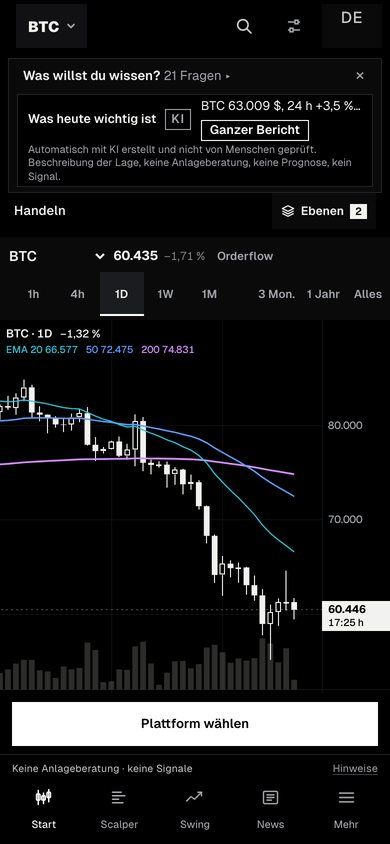 BTC
DE
Was willst du wissen? 21 Fragen ▸
×
Was heute wichtig ist KI BTC 63.009 $, 24 h +3,5 %…
Ganzer Bericht
Automatisch mit KI erstellt und nicht von Menschen geprüft.
Beschreibung der Lage, keine Anlageberatung, keine Prognose, kein
Signal.
Handeln
Ebenen 2
BTC 60.435 −1,71 % Orderflow
1h 4h 1D 1W 1M 3 Mon. 1 Jahr Alles
BTC · 1D −1,32 %
EMA 20 66.577 50 72.475 200 74.831
80.000
70.000
60.446
17:25 h
Plattform wählen
Keine Anlageberatung · keine Signale Hinweise
Start Scalper Swing News Mehr